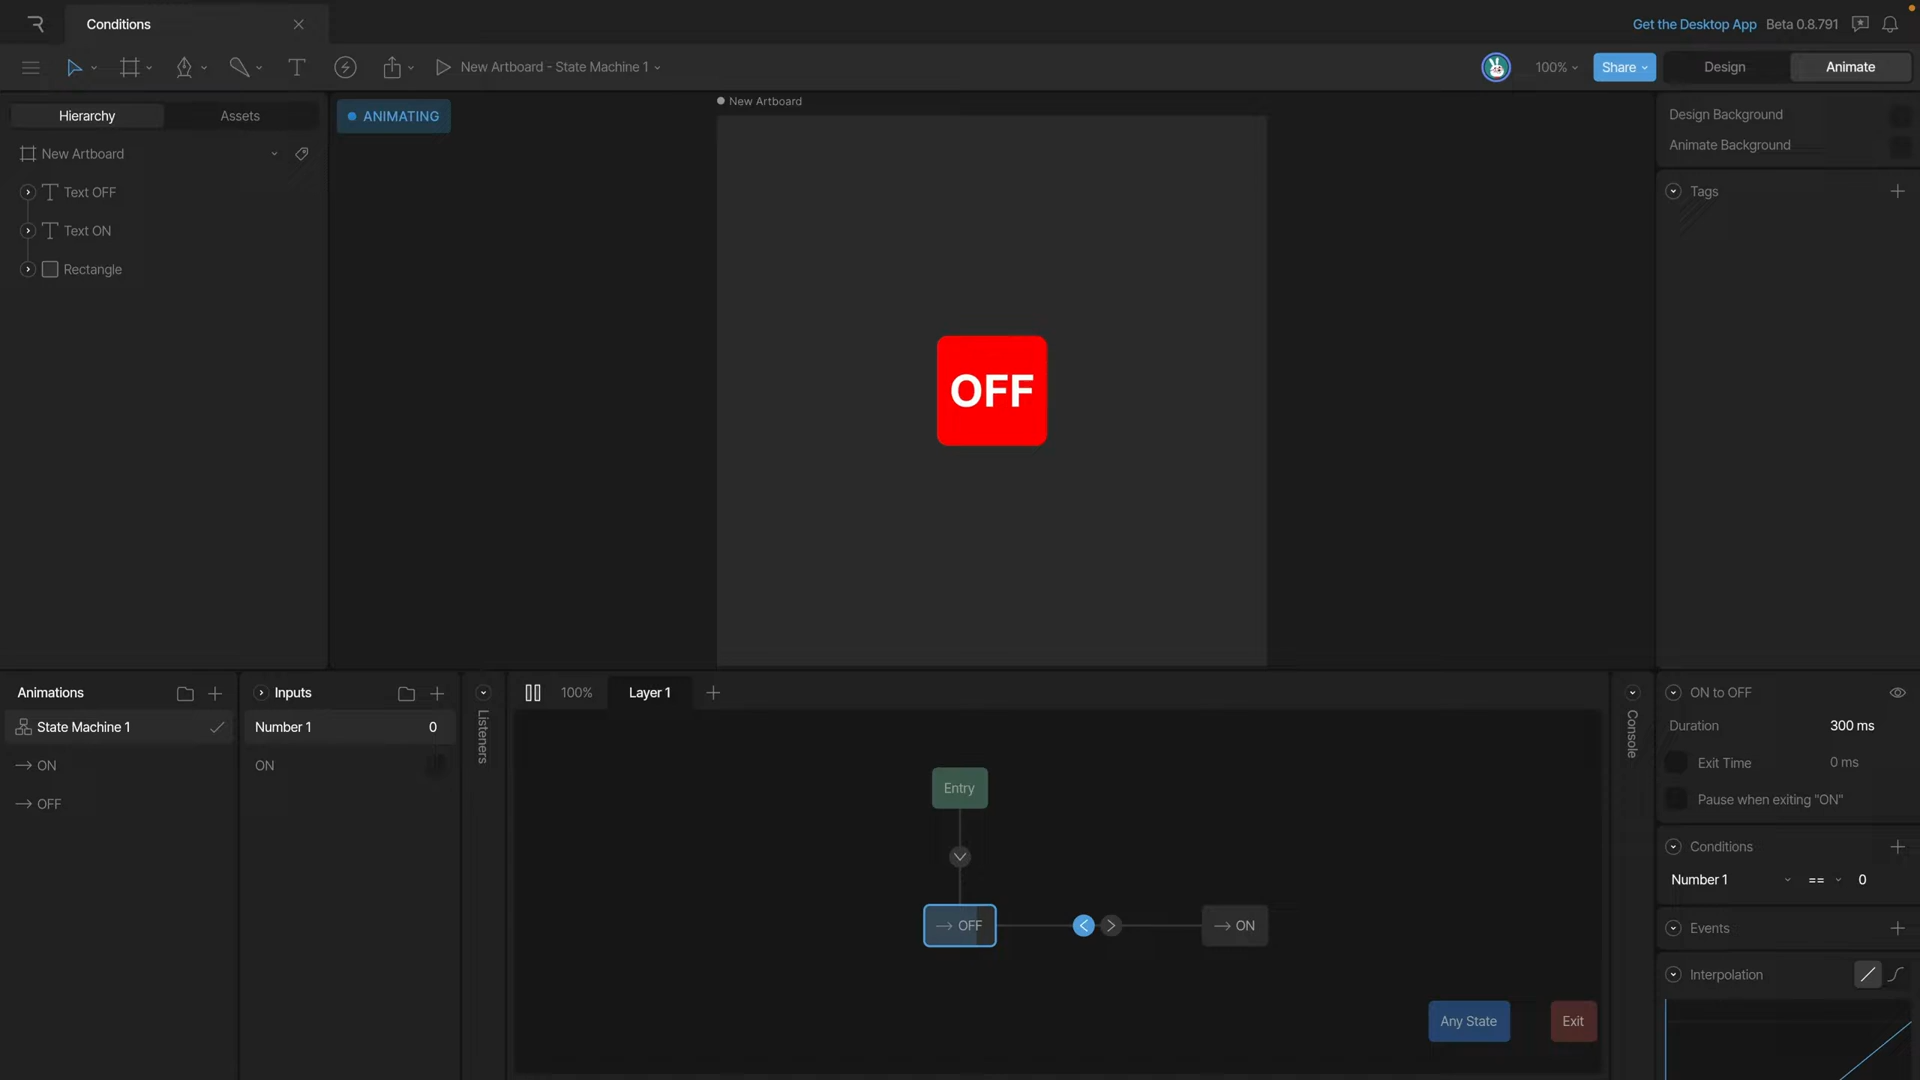 Conditions
Get the Desktop App Beta 0.8.791
New Artboard - State Machine 1
100%
Share
Design
Animate
Hierarchy
Assets
ANIMATING
New Artboard
Design Background
Animate Background
New Artboard
Text OFF
Tags
Text ON
Rectangle
OFF
Animations
Inputs
100%
Layer 1
ON to OFF
State Machine 1
Number 1
0
Listeners
Console
Duration
300 ms
ON
ON
Exit Time
0 ms
OFF
Entry
Pause when exiting "ON"
Conditions
Number 1
==
0
OFF
ON
Events
Interpolation
Any State
Exit